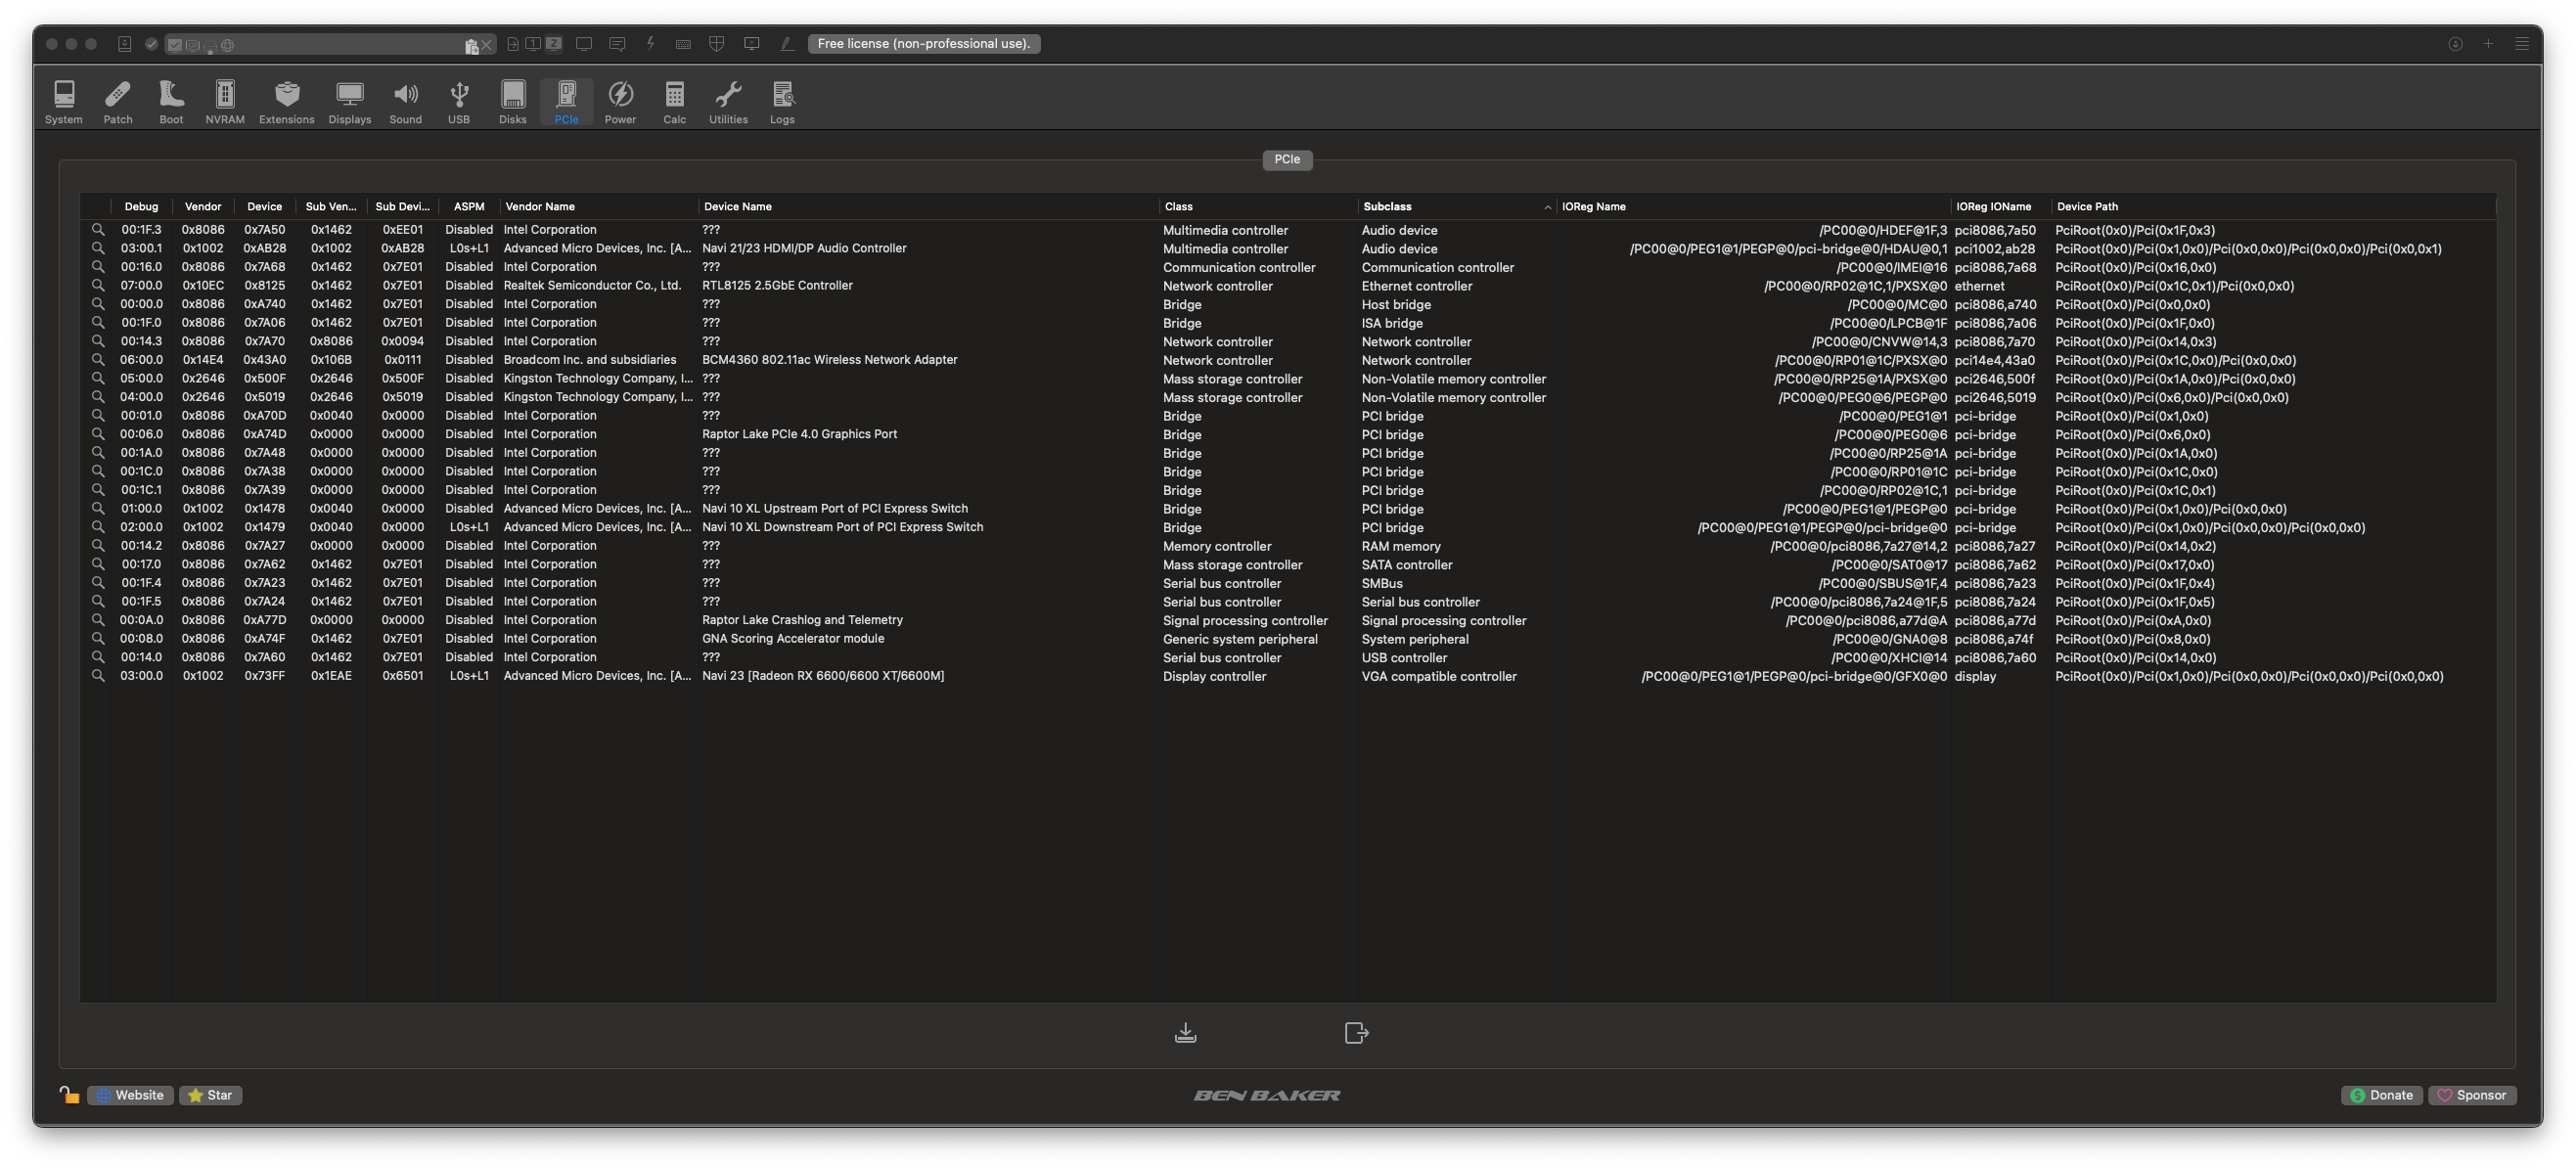 Free license (non-professional use).
System Patch Boot NVRAM Extensions Displays Sound USB Disks PCIe Power Calc Utilities Logs
PCIe
Debug Vendor Device Sub Ven... Sub Devi... ASPM Vendor Name Device Name Class Subclass IOReg Name IOReg IOName Device Path
00:1F.3 0x8086 0x7A50 0x1462 0xEE01 Disabled Intel Corporation ??? Multimedia controller Audio device /PC00@0/HDEF@1F,3 pci8086,7a50 PciRoot(0x0)/Pci(0x1F,0x3)
03:00.1 0x1002 0xAB28 0x1002 0xAB28 L0s+L1 Advanced Micro Devices, Inc. [A... Navi 21/23 HDMI/DP Audio Controller Multimedia controller Audio device /PC00@0/PEG1@1/PEGP@0/pci-bridge@0/HDAU@0,1 pci1002,ab28 PciRoot(0x0)/Pci(0x1,0x0)/Pci(0x0,0x0)/Pci(0x0,0x0)/Pci(0x0,0x1)
00:16.0 0x8086 0x7A68 0x1462 0x7E01 Disabled Intel Corporation ??? Communication controller Communication controller /PC00@0/IMEI@16 pci8086,7a68 PciRoot(0x0)/Pci(0x16,0x0)
07:00.0 0x10EC 0x8125 0x1462 0x7E01 Disabled Realtek Semiconductor Co., Ltd. RTL8125 2.5GbE Controller Network controller Ethernet controller /PC00@0/RP02@1C,1/PXSX@0 ethernet PciRoot(0x0)/Pci(0x1C,0x1)/Pci(0x0,0x0)
00:00.0 0x8086 0xA740 0x1462 0x7E01 Disabled Intel Corporation ??? Bridge Host bridge /PC00@0/MC@0 pci8086,a740 PciRoot(0x0)/Pci(0x0,0x0)
00:1F.0 0x8086 0x7A06 0x1462 0x7E01 Disabled Intel Corporation ??? Bridge ISA bridge /PC00@0/LPCB@1F pci8086,7a06 PciRoot(0x0)/Pci(0x1F,0x0)
00:14.3 0x8086 0x7A70 0x8086 0x0094 Disabled Intel Corporation ??? Network controller Network controller /PC00@0/CNVW@14,3 pci8086,7a70 PciRoot(0x0)/Pci(0x14,0x3)
06:00.0 0x14E4 0x43A0 0x106B 0x0111 Disabled Broadcom Inc. and subsidiaries BCM4360 802.11ac Wireless Network Adapter Network controller Network controller /PC00@0/RP01@1C/PXSX@0 pci14e4,43a0 PciRoot(0x0)/Pci(0x1C,0x0)/Pci(0x0,0x0)
05:00.0 0x2646 0x500F 0x2646 0x500F Disabled Kingston Technology Company, I... ??? Mass storage controller Non-Volatile memory controller /PC00@0/RP25@1A/PXSX@0 pci2646,500f PciRoot(0x0)/Pci(0x1A,0x0)/Pci(0x0,0x0)
04:00.0 0x2646 0x5019 0x2646 0x5019 Disabled Kingston Technology Company, I... ??? Mass storage controller Non-Volatile memory controller /PC00@0/PEG0@6/PEGP@0 pci2646,5019 PciRoot(0x0)/Pci(0x6,0x0)/Pci(0x0,0x0)
00:01.0 0x8086 0xA70D 0x0040 0x0000 Disabled Intel Corporation ??? Bridge PCI bridge /PC00@0/PEG1@1 pci-bridge PciRoot(0x0)/Pci(0x1,0x0)
00:06.0 0x8086 0xA74D 0x0000 0x0000 Disabled Intel Corporation Raptor Lake PCIe 4.0 Graphics Port Bridge PCI bridge /PC00@0/PEG0@6 pci-bridge PciRoot(0x0)/Pci(0x6,0x0)
00:1A.0 0x8086 0x7A48 0x0000 0x0000 Disabled Intel Corporation ??? Bridge PCI bridge /PC00@0/RP25@1A pci-bridge PciRoot(0x0)/Pci(0x1A,0x0)
00:1C.0 0x8086 0x7A38 0x0000 0x0000 Disabled Intel Corporation ??? Bridge PCI bridge /PC00@0/RP01@1C pci-bridge PciRoot(0x0)/Pci(0x1C,0x0)
00:1C.1 0x8086 0x7A39 0x0000 0x0000 Disabled Intel Corporation ??? Bridge PCI bridge /PC00@0/RP02@1C,1 pci-bridge PciRoot(0x0)/Pci(0x1C,0x1)
01:00.0 0x1002 0x1478 0x0040 0x0000 Disabled Advanced Micro Devices, Inc. [A... Navi 10 XL Upstream Port of PCI Express Switch Bridge PCI bridge /PC00@0/PEG1@1/PEGP@0 pci-bridge PciRoot(0x0)/Pci(0x1,0x0)/Pci(0x0,0x0)
02:00.0 0x1002 0x1479 0x0040 0x0000 L0s+L1 Advanced Micro Devices, Inc. [A... Navi 10 XL Downstream Port of PCI Express Switch Bridge PCI bridge /PC00@0/PEG1@1/PEGP@0/pci-bridge@0 pci-bridge PciRoot(0x0)/Pci(0x1,0x0)/Pci(0x0,0x0)/Pci(0x0,0x0)
00:14.2 0x8086 0x7A27 0x0000 0x0000 Disabled Intel Corporation ??? Memory controller RAM memory /PC00@0/pci8086,7a27@14,2 pci8086,7a27 PciRoot(0x0)/Pci(0x14,0x2)
00:17.0 0x8086 0x7A62 0x1462 0x7E01 Disabled Intel Corporation ??? Mass storage controller SATA controller /PC00@0/SAT0@17 pci8086,7a62 PciRoot(0x0)/Pci(0x17,0x0)
00:1F.4 0x8086 0x7A23 0x1462 0x7E01 Disabled Intel Corporation ??? Serial bus controller SMBus /PC00@0/SBUS@1F,4 pci8086,7a23 PciRoot(0x0)/Pci(0x1F,0x4)
00:1F.5 0x8086 0x7A24 0x1462 0x7E01 Disabled Intel Corporation ??? Serial bus controller Serial bus controller /PC00@0/pci8086,7a24@1F,5 pci8086,7a24 PciRoot(0x0)/Pci(0x1F,0x5)
00:0A.0 0x8086 0xA77D 0x0000 0x0000 Disabled Intel Corporation Raptor Lake Crashlog and Telemetry Signal processing controller Signal processing controller /PC00@0/pci8086,a77d@A pci8086,a77d PciRoot(0x0)/Pci(0xA,0x0)
00:08.0 0x8086 0xA74F 0x1462 0x7E01 Disabled Intel Corporation GNA Scoring Accelerator module Generic system peripheral System peripheral /PC00@0/GNA0@8 pci8086,a74f PciRoot(0x0)/Pci(0x8,0x0)
00:14.0 0x8086 0x7A60 0x1462 0x7E01 Disabled Intel Corporation ??? Serial bus controller USB controller /PC00@0/XHCI@14 pci8086,7a60 PciRoot(0x0)/Pci(0x14,0x0)
03:00.0 0x1002 0x73FF 0x1EAE 0x6501 L0s+L1 Advanced Micro Devices, Inc. [A... Navi 23 [Radeon RX 6600/6600 XT/6600M] Display controller VGA compatible controller /PC00@0/PEG1@1/PEGP@0/pci-bridge@0/GFX0@0 display PciRoot(0x0)/Pci(0x1,0x0)/Pci(0x0,0x0)/Pci(0x0,0x0)/Pci(0x0,0x0)
Website Star BEN BAKER Donate Sponsor